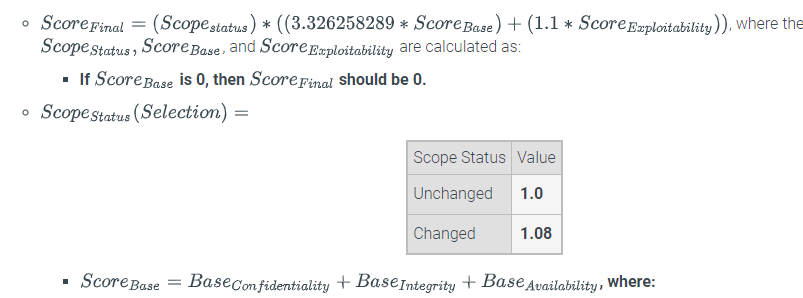 Score_Final = (Scope_status) * ((3.326258289 * Score_Base) + (1.1 * Score_Exploitability)), where the
Scope_Status, Score_Base, and Score_Exploitability are calculated as:
If Score_Base is 0, then Score_Final should be 0.
Scope_Status(Selection) =
Scope Status Value
Unchanged 1.0
Changed 1.08
Score_Base = Base_Confidentiality + Base_Integrity + Base_Availability, where: